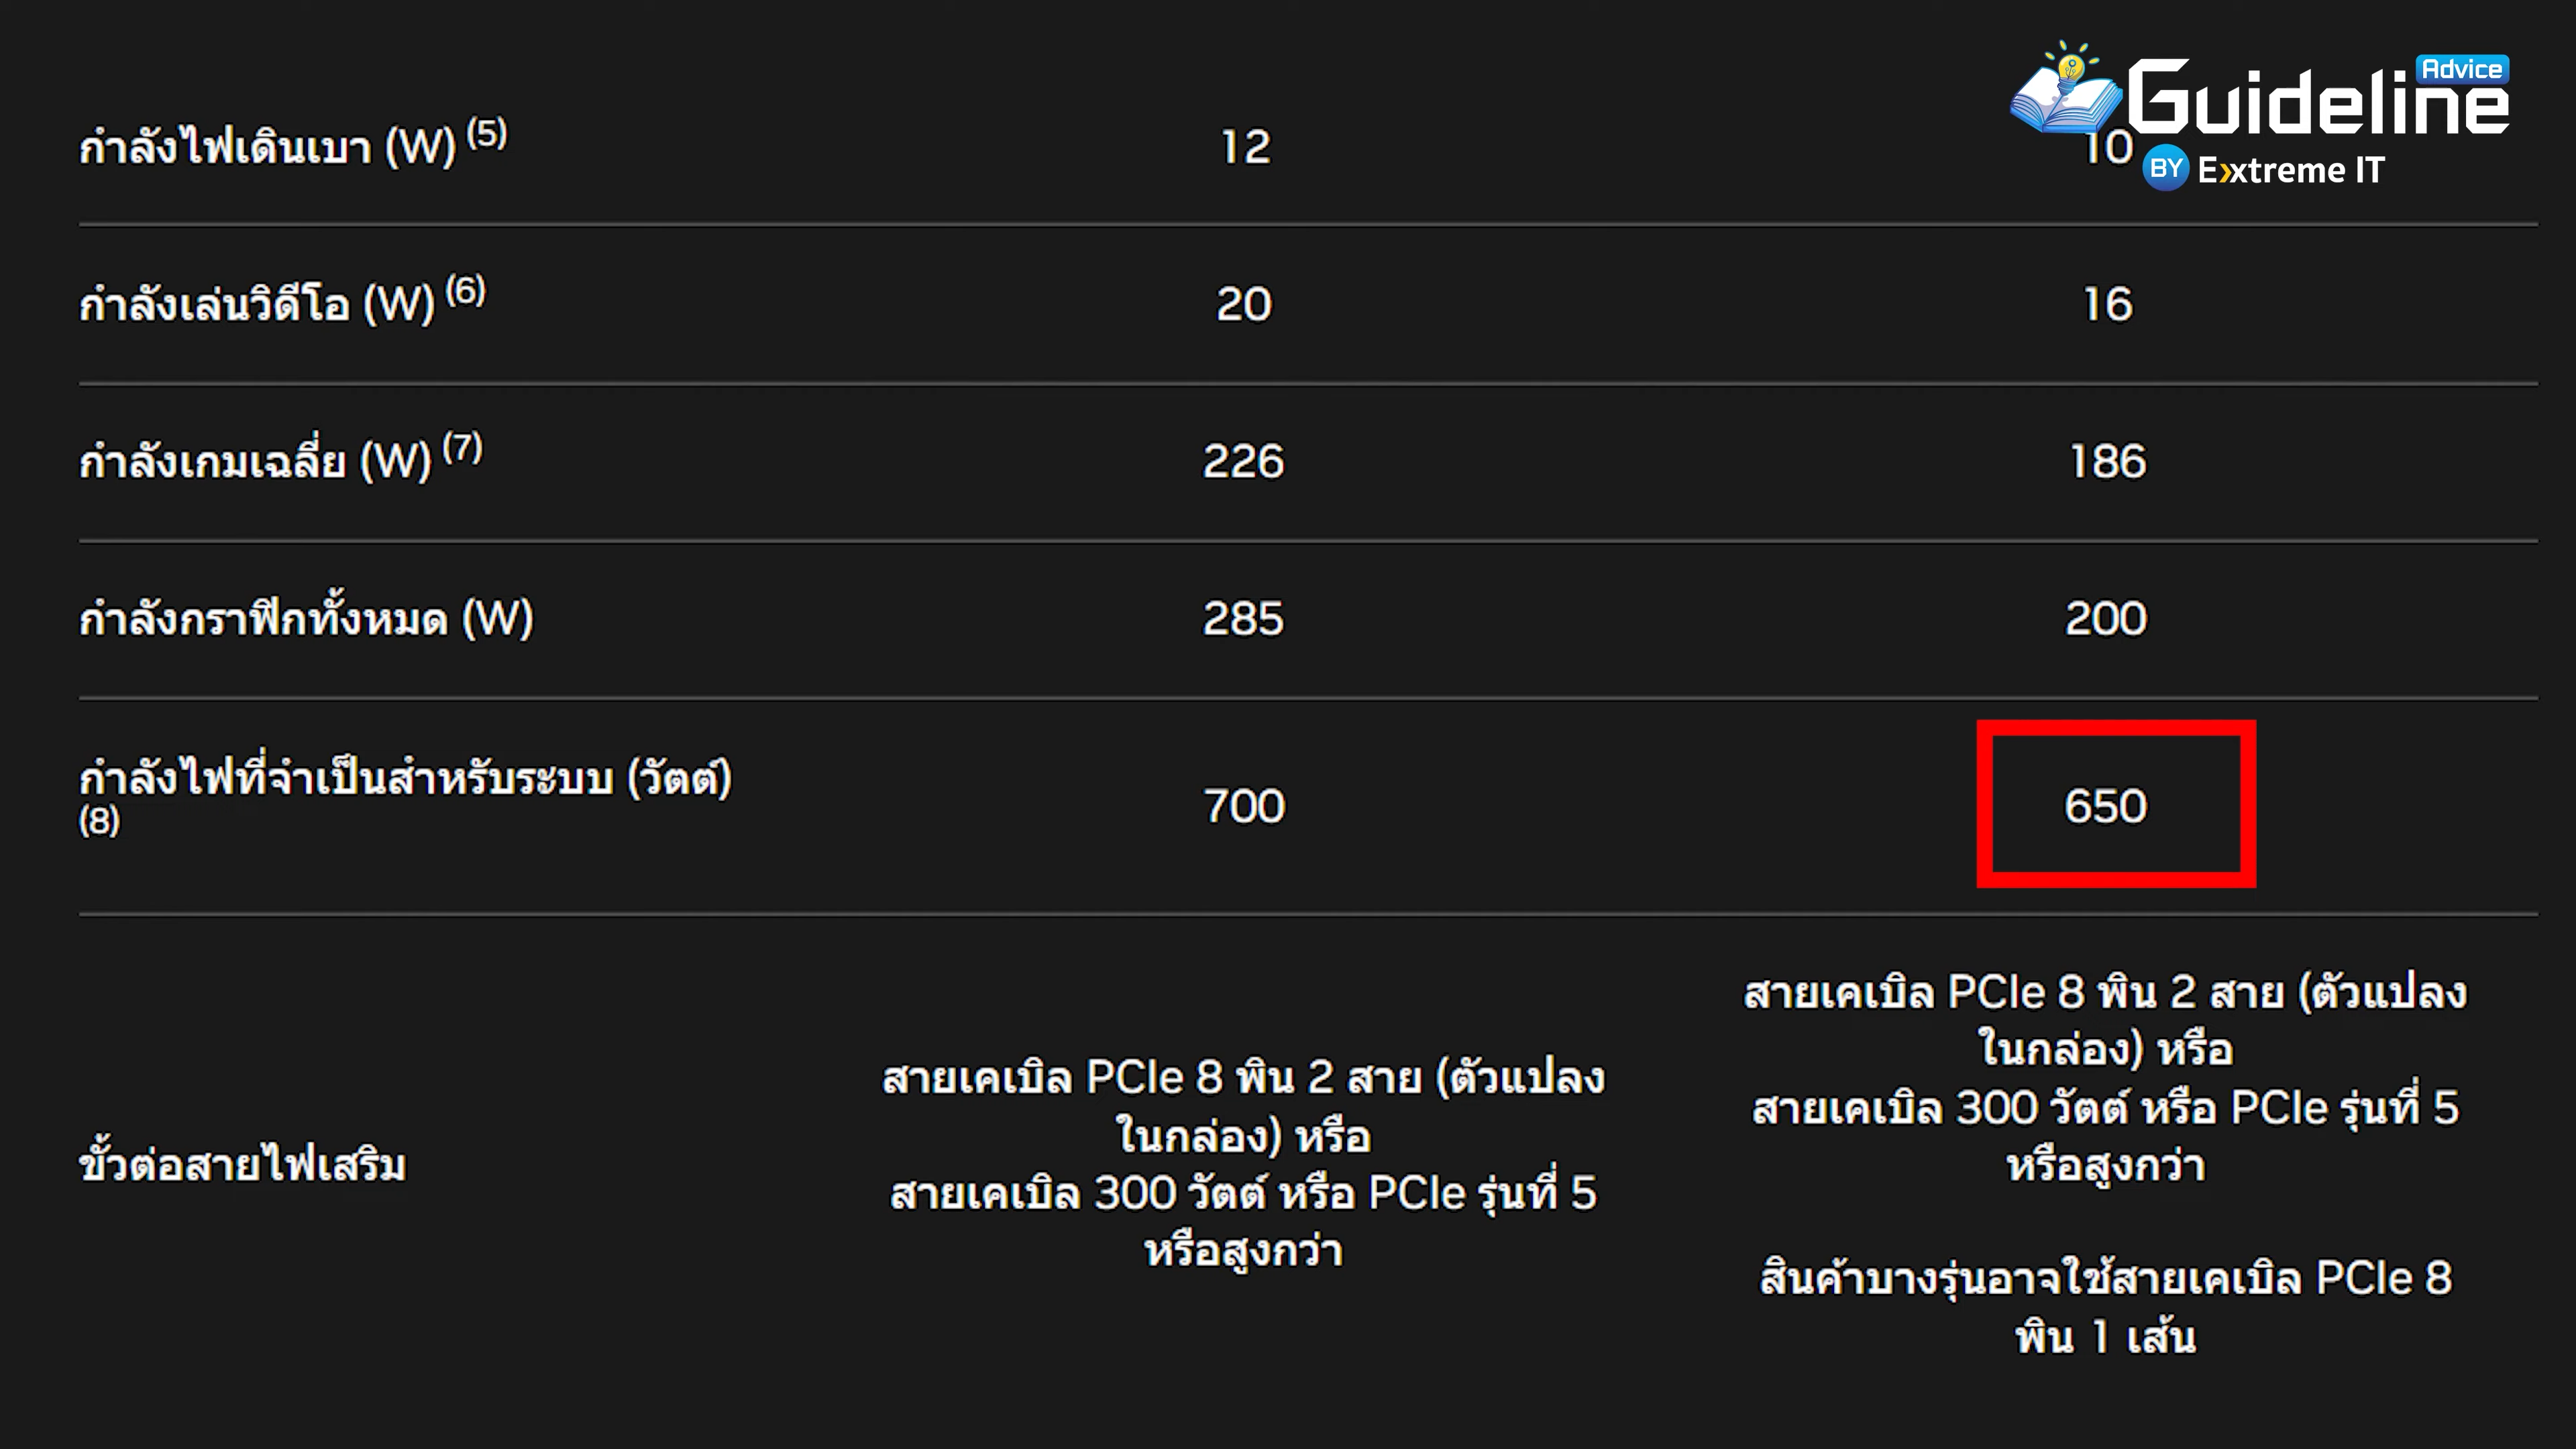 Guideline Advice
BY Extreme IT
กำลังไฟเดินเบา (W) (5) 12 10
กำลังเล่นวิดีโอ (W) (6) 20 16
กำลังเกมเฉลี่ย (W) (7) 226 186
กำลังกราฟิกทั้งหมด (W) 285 200
กำลังไฟที่จำเป็นสำหรับระบบ (วัตต์)
(8)
700 650
ขั้วต่อสายไฟเสริม
สายเคเบิล PCIe 8 พิน 2 สาย (ตัวแปลง
ในกล่อง) หรือ
สายเคเบิล 300 วัตต์ หรือ PCIe รุ่นที่ 5
หรือสูงกว่า
สายเคเบิล PCIe 8 พิน 2 สาย (ตัวแปลง
ในกล่อง) หรือ
สายเคเบิล 300 วัตต์ หรือ PCIe รุ่นที่ 5
หรือสูงกว่า
สินค้าบางรุ่นอาจใช้สายเคเบิล PCIe 8
พิน 1 เส้น